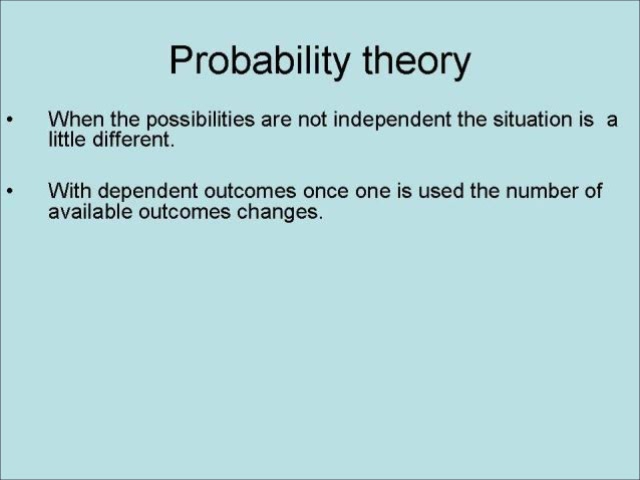 Probability theory
• When the possibilities are not independent the situation is  a
little different.
• With dependent outcomes once one is used the number of
available outcomes changes.